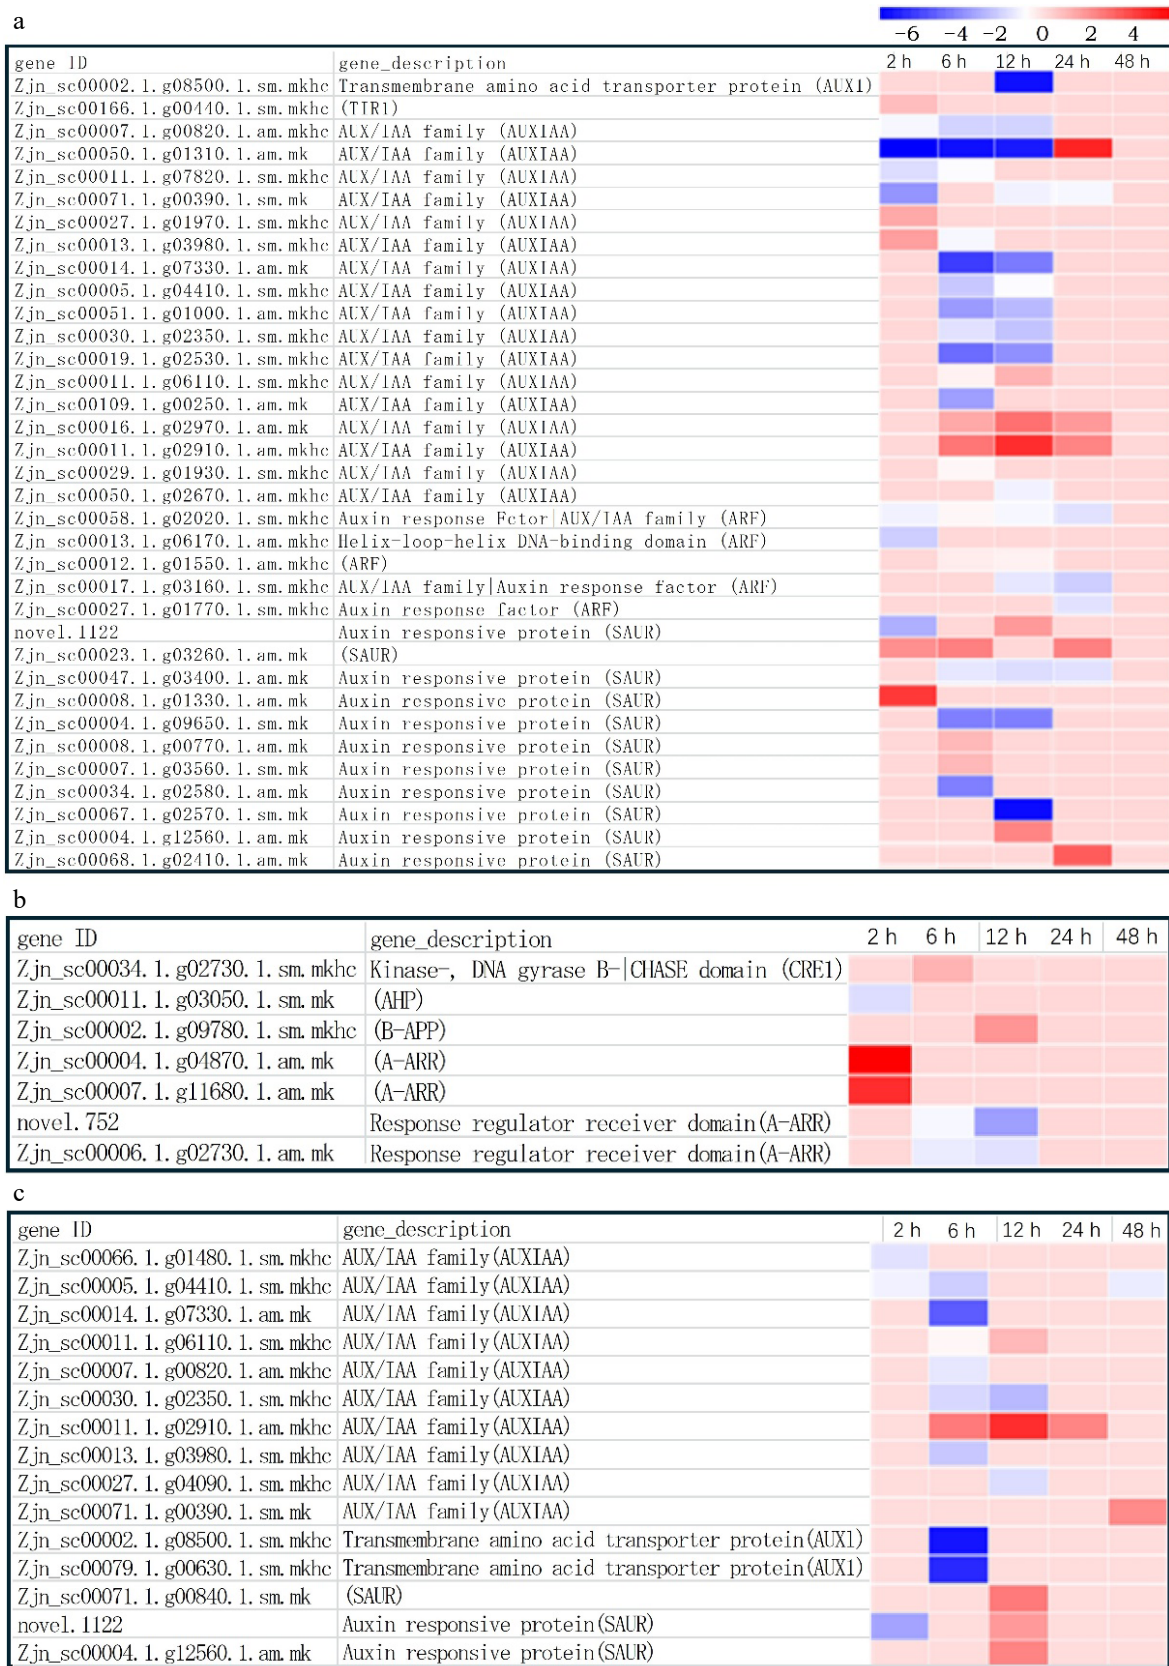 a
-6 -4 -2 0 2 4
gene ID gene_description 2 h 6 h 12 h 24 h 48 h
Zjn_sc00002.1.g08500.1.sm.mkhc Transmembrane amino acid transporter protein (AUX1)
Zjn_sc00166.1.g00440.1.sm.mkhc (TIR1)
Zjn_sc00007.1.g00820.1.am.mkhc AUX/IAA family (AUXIAA)
Zjn_sc00050.1.g01310.1.am.mk AUX/IAA family (AUXIAA)
Zjn_sc00011.1.g07820.1.sm.mkhc AUX/IAA family (AUXIAA)
Zjn_sc00071.1.g00390.1.sm.mk AUX/IAA family (AUXIAA)
Zjn_sc00027.1.g01970.1.sm.mkhc AUX/IAA family (AUXIAA)
Zjn_sc00013.1.g03980.1.sm.mkhc AUX/IAA family (AUXIAA)
Zjn_sc00014.1.g07330.1.am.mk AUX/IAA family (AUXIAA)
Zjn_sc00005.1.g04410.1.sm.mkhc AUX/IAA family (AUXIAA)
Zjn_sc00051.1.g01000.1.am.mkhc AUX/IAA family (AUXIAA)
Zjn_sc00030.1.g02350.1.am.mkhc AUX/IAA family (AUXIAA)
Zjn_sc00019.1.g02530.1.am.mkhc AUX/IAA family (AUXIAA)
Zjn_sc00011.1.g06110.1.sm.mkhc AUX/IAA family (AUXIAA)
Zjn_sc00109.1.g00250.1.am.mk AUX/IAA family (AUXIAA)
Zjn_sc00016.1.g02970.1.am.mk AUX/IAA family (AUXIAA)
Zjn_sc00011.1.g02910.1.am.mkhc AUX/IAA family (AUXIAA)
Zjn_sc00029.1.g01930.1.sm.mkhc AUX/IAA family (AUXIAA)
Zjn_sc00050.1.g02670.1.am.mkhc AUX/IAA family (AUXIAA)
Zjn_sc00058.1.g02020.1.am.mkhc Auxin response Fctor|AUX/IAA family (ARF)
Zjn_sc00013.1.g06170.1.am.mkhc Helix-loop-helix DNA-binding domain (ARF)
Zjn_sc00012.1.g01550.1.am.mkhc (ARF)
Zjn_sc00017.1.g03160.1.sm.mkhc AUX/IAA family|Auxin response factor (ARF)
Zjn_sc00027.1.g01770.1.sm.mkhc Auxin response factor (ARF)
novel.1122 Auxin responsive protein (SAUR)
Zjn_sc00023.1.g03260.1.am.mk (SAUR)
Zjn_sc00047.1.g03400.1.am.mk Auxin responsive protein (SAUR)
Zjn_sc00008.1.g01330.1.am.mk Auxin responsive protein (SAUR)
Zjn_sc00004.1.g09650.1.am.mk Auxin responsive protein (SAUR)
Zjn_sc00008.1.g00770.1.am.mk Auxin responsive protein (SAUR)
Zjn_sc00007.1.g03560.1.sm.mk Auxin responsive protein (SAUR)
Zjn_sc00034.1.g02580.1.am.mk Auxin responsive protein (SAUR)
Zjn_sc00067.1.g02570.1.am.mk Auxin responsive protein (SAUR)
Zjn_sc00004.1.g12560.1.am.mk Auxin responsive protein (SAUR)
Zjn_sc00068.1.g02410.1.am.mk Auxin responsive protein (SAUR)
b
gene ID gene_description 2 h 6 h 12 h 24 h 48 h
Zjn_sc00034.1.g02730.1.sm.mkhc Kinase-, DNA gyrase B-|CHASE domain (CRE1)
Zjn_sc00011.1.g03050.1.sm.mk (AHP)
Zjn_sc00002.1.g09780.1.sm.mkhc (B-APP)
Zjn_sc00004.1.g04870.1.am.mk (A-ARR)
Zjn_sc00007.1.g11680.1.am.mk (A-ARR)
novel.752 Response regulator receiver domain(A-ARR)
Zjn_sc00006.1.g02730.1.am.mk Response regulator receiver domain(A-ARR)
c
gene ID gene_description 2 h 6 h 12 h 24 h 48 h
Zjn_sc00066.1.g01480.1.sm.mkhc AUX/IAA family(AUXIAA)
Zjn_sc00005.1.g04410.1.sm.mkhc AUX/IAA family(AUXIAA)
Zjn_sc00014.1.g07330.1.am.mk AUX/IAA family(AUXIAA)
Zjn_sc00011.1.g06110.1.sm.mkhc AUX/IAA family(AUXIAA)
Zjn_sc00007.1.g00820.1.am.mkhc AUX/IAA family(AUXIAA)
Zjn_sc00030.1.g02350.1.am.mkhc AUX/IAA family(AUXIAA)
Zjn_sc00011.1.g02910.1.am.mkhc AUX/IAA family(AUXIAA)
Zjn_sc00013.1.g03980.1.sm.mkhc AUX/IAA family(AUXIAA)
Zjn_sc00027.1.g04090.1.sm.mkhc AUX/IAA family(AUXIAA)
Zjn_sc00071.1.g00390.1.sm.mk AUX/IAA family(AUXIAA)
Zjn_sc00002.1.g08500.1.sm.mkhc Transmembrane amino acid transporter protein(AUX1)
Zjn_sc00079.1.g00630.1.sm.mkhc Transmembrane amino acid transporter protein(AUX1)
Zjn_sc00071.1.g00840.1.sm.mk (SAUR)
novel.1122 Auxin responsive protein(SAUR)
Zjn_sc00004.1.g12560.1.am.mk Auxin responsive protein(SAUR)